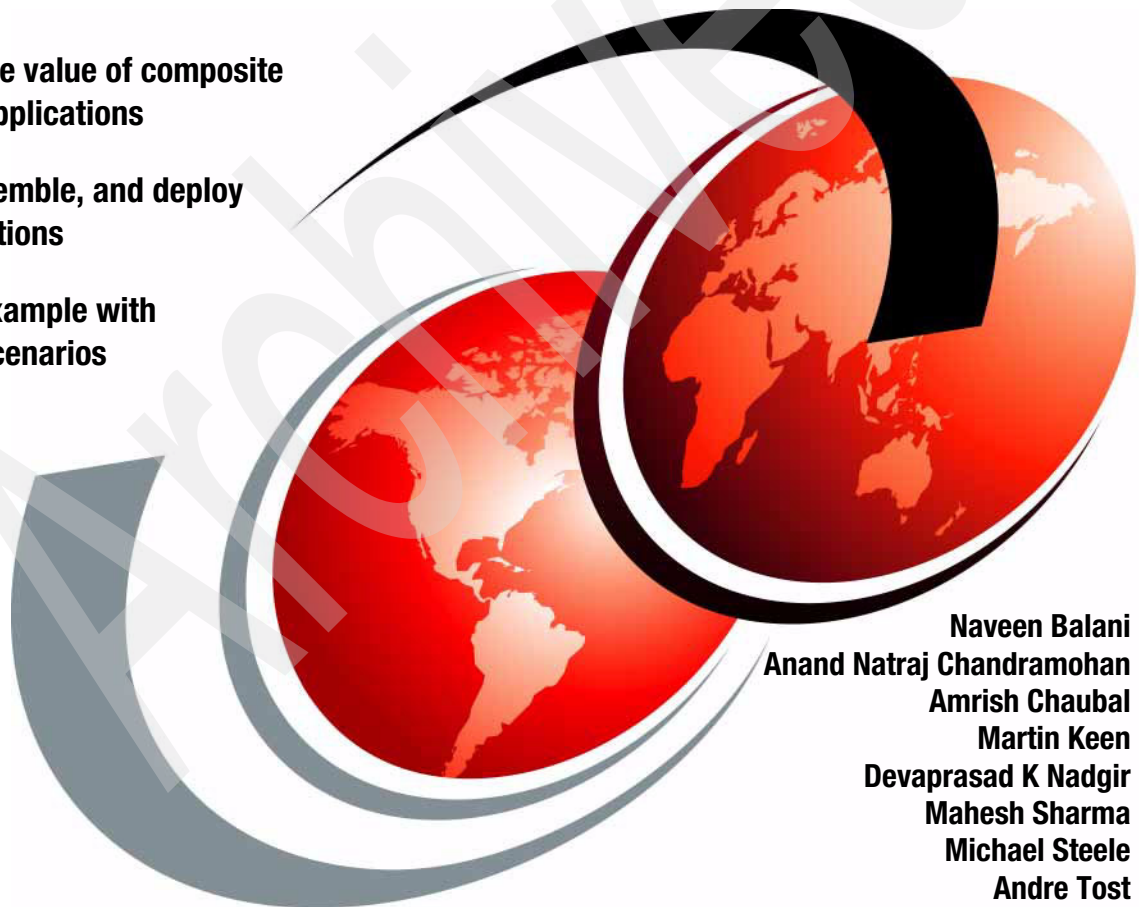 e value of composite
pplications
emble, and deploy
tions
xample with
cenarios
Archived
Naveen Balani
Anand Natraj Chandramohan
Amrish Chaubal
Martin Keen
Devaprasad K Nadgir
Mahesh Sharma
Michael Steele
Andre Tost